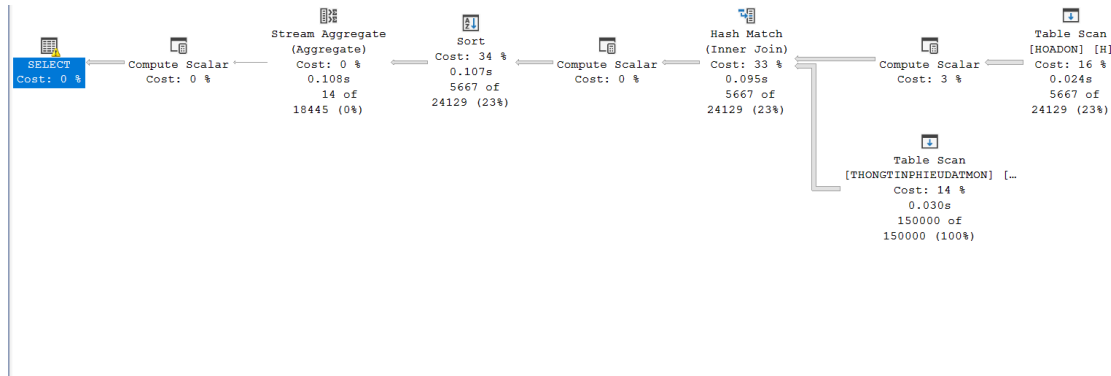 SELECT
Cost: 0 %
Compute Scalar
Cost: 0 %
Stream Aggregate
(Aggregate)
Cost: 0 %
0.108s
14 of
18445 (0%)
Sort
Cost: 34 %
0.107s
5667 of
24129 (23%)
Compute Scalar
Cost: 0 %
Hash Match
(Inner Join)
Cost: 33 %
0.095s
5667 of
24129 (23%)
Compute Scalar
Cost: 3 %
Table Scan
[HOADON] [H]
Cost: 16 %
0.024s
5667 of
24129 (23%)
Table Scan
[THONGTINPHIEUDATMON] […
Cost: 14 %
0.030s
150000 of
150000 (100%)